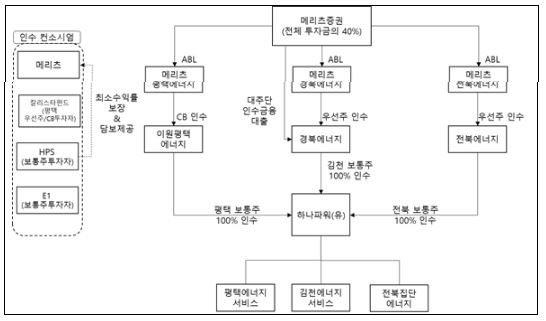 메리츠증권
(전체 투자금의 40%)
인수 컨소시엄
메리츠
칼리스타펀드
(평택
우선주/CB투자자)
HPS
(보통주투자자)
E1
(보통주투자자)
최소수익률
보장
&
담보제공
ABL
ABL
ABL
메리츠
평택에너지
메리츠
경북에너지
메리츠
전북에너지
CB 인수
대주단
인수금융
대출
우선주 인수
우선주 인수
이원평택
에너지
경북에너지
전북에너지
김천 보통주
100% 인수
평택 보통주
100% 인수
하나파워(유)
전북 보통주
100% 인수
평택에너지
서비스
김천에너지
서비스
전북집단
에너지